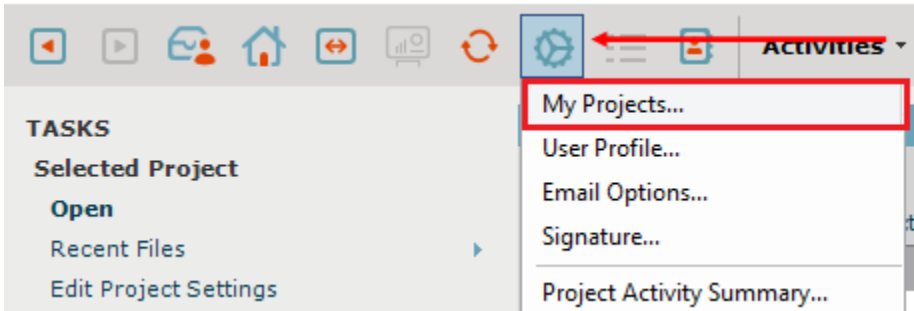 Activities
TASKS
Selected Project
Open
Recent Files
Edit Project Settings
My Projects...
User Profile...
Email Options...
Signature...
Project Activity Summary...